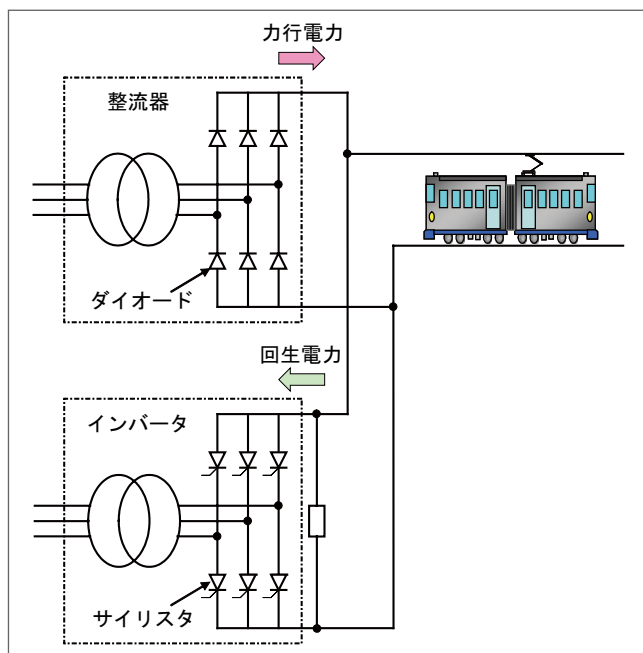 力行電力
整流器
ダイオード
回生電力
インバータ
サイリスタ